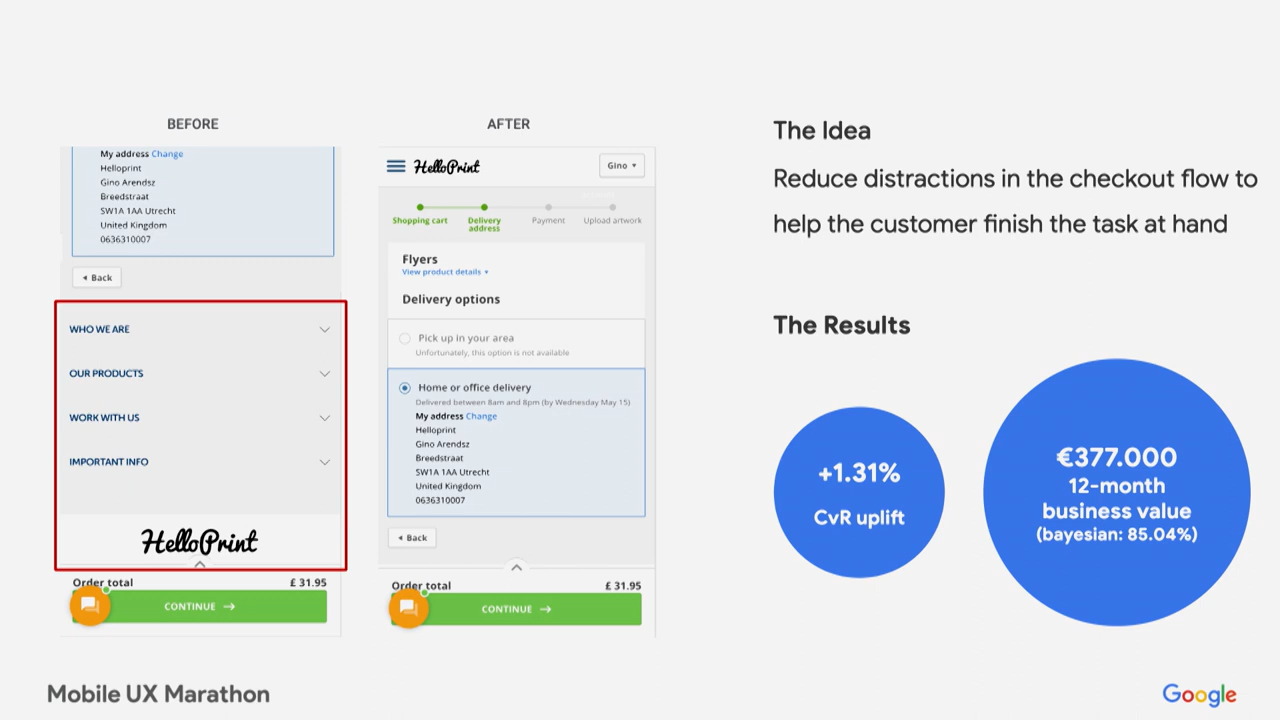 BEFORE
My address Change
Helloprint
Gino Arendsz
Breedstraat
SW1A 1AA Utrecht
United Kingdom
0636310007
Back
WHO WE ARE
OUR PRODUCTS
WORK WITH US
IMPORTANT INFO
HelloPrint
Order total £ 31.95
CONTINUE
AFTER
HelloPrint Gino
Shopping cart Delivery address Payment Upload artwork
Flyers
View product details
Delivery options
Pick up in your area
Unfortunately, this option is not available
Home or office delivery
Delivered between 8am and 8pm (by Wednesday May 15)
My address Change
Helloprint
Gino Arendsz
Breedstraat
SW1A 1AA Utrecht
United Kingdom
0636310007
Back
Order total £ 31.95
CONTINUE
The Idea
Reduce distractions in the checkout flow to
help the customer finish the task at hand
The Results
+1.31%
CvR uplift
€377.000
12-month
business value
(bayesian: 85.04%)
Mobile UX Marathon
Google